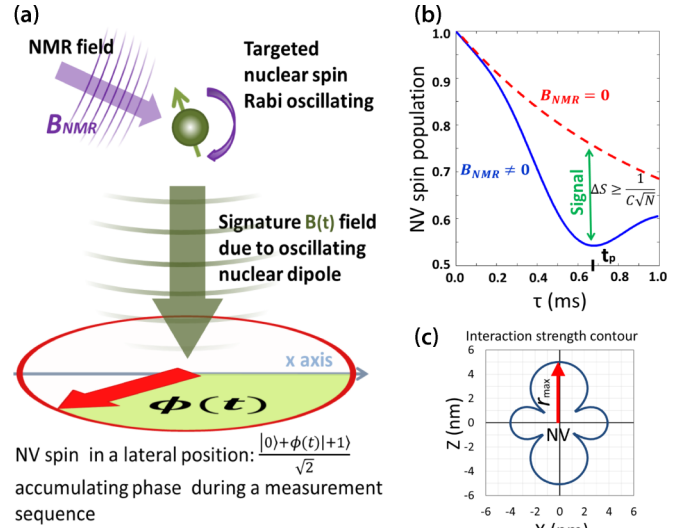 (a)
NMR field
B_NMR
Targeted
nuclear spin
Rabi oscillating
Signature B(t) field
due to oscillating
nuclear dipole
x axis
ϕ(t)
NV spin in a lateral position: |0⟩+ϕ(t)|+1⟩ / √2
accumulating phase during a measurement
sequence
(b)
NV spin population
1.0
0.9
0.8
0.7
0.6
0.5
B_NMR = 0
B_NMR ≠ 0
Signal
ΔS ≥ 1 / C√N
t_p
0.0 0.2 0.4 0.6 0.8 1.0
τ (ms)
(c)
Interaction strength contour
Z (nm)
6
4
2
0
-2
-4
-6
r_max
NV
-6 -4 -2 0 2 4 6